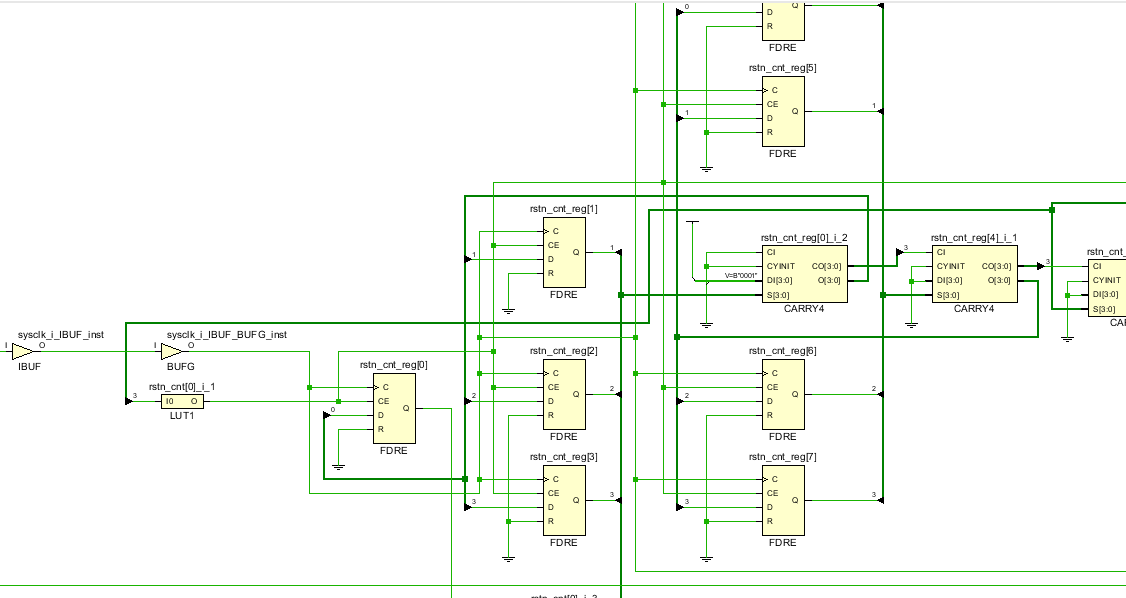 0
D
Q
R
FDRE
rstn_cnt_reg[5]
C
CE
1
D
Q
1
R
FDRE
rstn_cnt_reg[1]
C
CE
1
D
Q
1
R
FDRE
rstn_cnt_reg[0]_i_2
CI
CYINIT
CO[3:0]
V=B"0001"
DI[3:0]
O[3:0]
S[3:0]
CARRY4
rstn_cnt_reg[4]_i_1
3
CI
CYINIT
CO[3:0]
DI[3:0]
O[3:0]
S[3:0]
CARRY4
3
rstn_cnt_
CI
CYINIT
DI[3:0]
S[3:0]
CA
sysclk_i_IBUF_inst
I
O
IBUF
sysclk_i_IBUF_BUFG_inst
I
O
BUFG
rstn_cnt[0]_i_1
3
I0
O
LUT1
rstn_cnt_reg[0]
C
CE
0
D
Q
R
FDRE
rstn_cnt_reg[2]
C
CE
2
D
Q
2
R
FDRE
rstn_cnt_reg[6]
C
CE
2
D
Q
2
R
FDRE
rstn_cnt_reg[3]
C
CE
3
D
Q
3
R
FDRE
rstn_cnt_reg[7]
C
CE
3
D
Q
3
R
FDRE